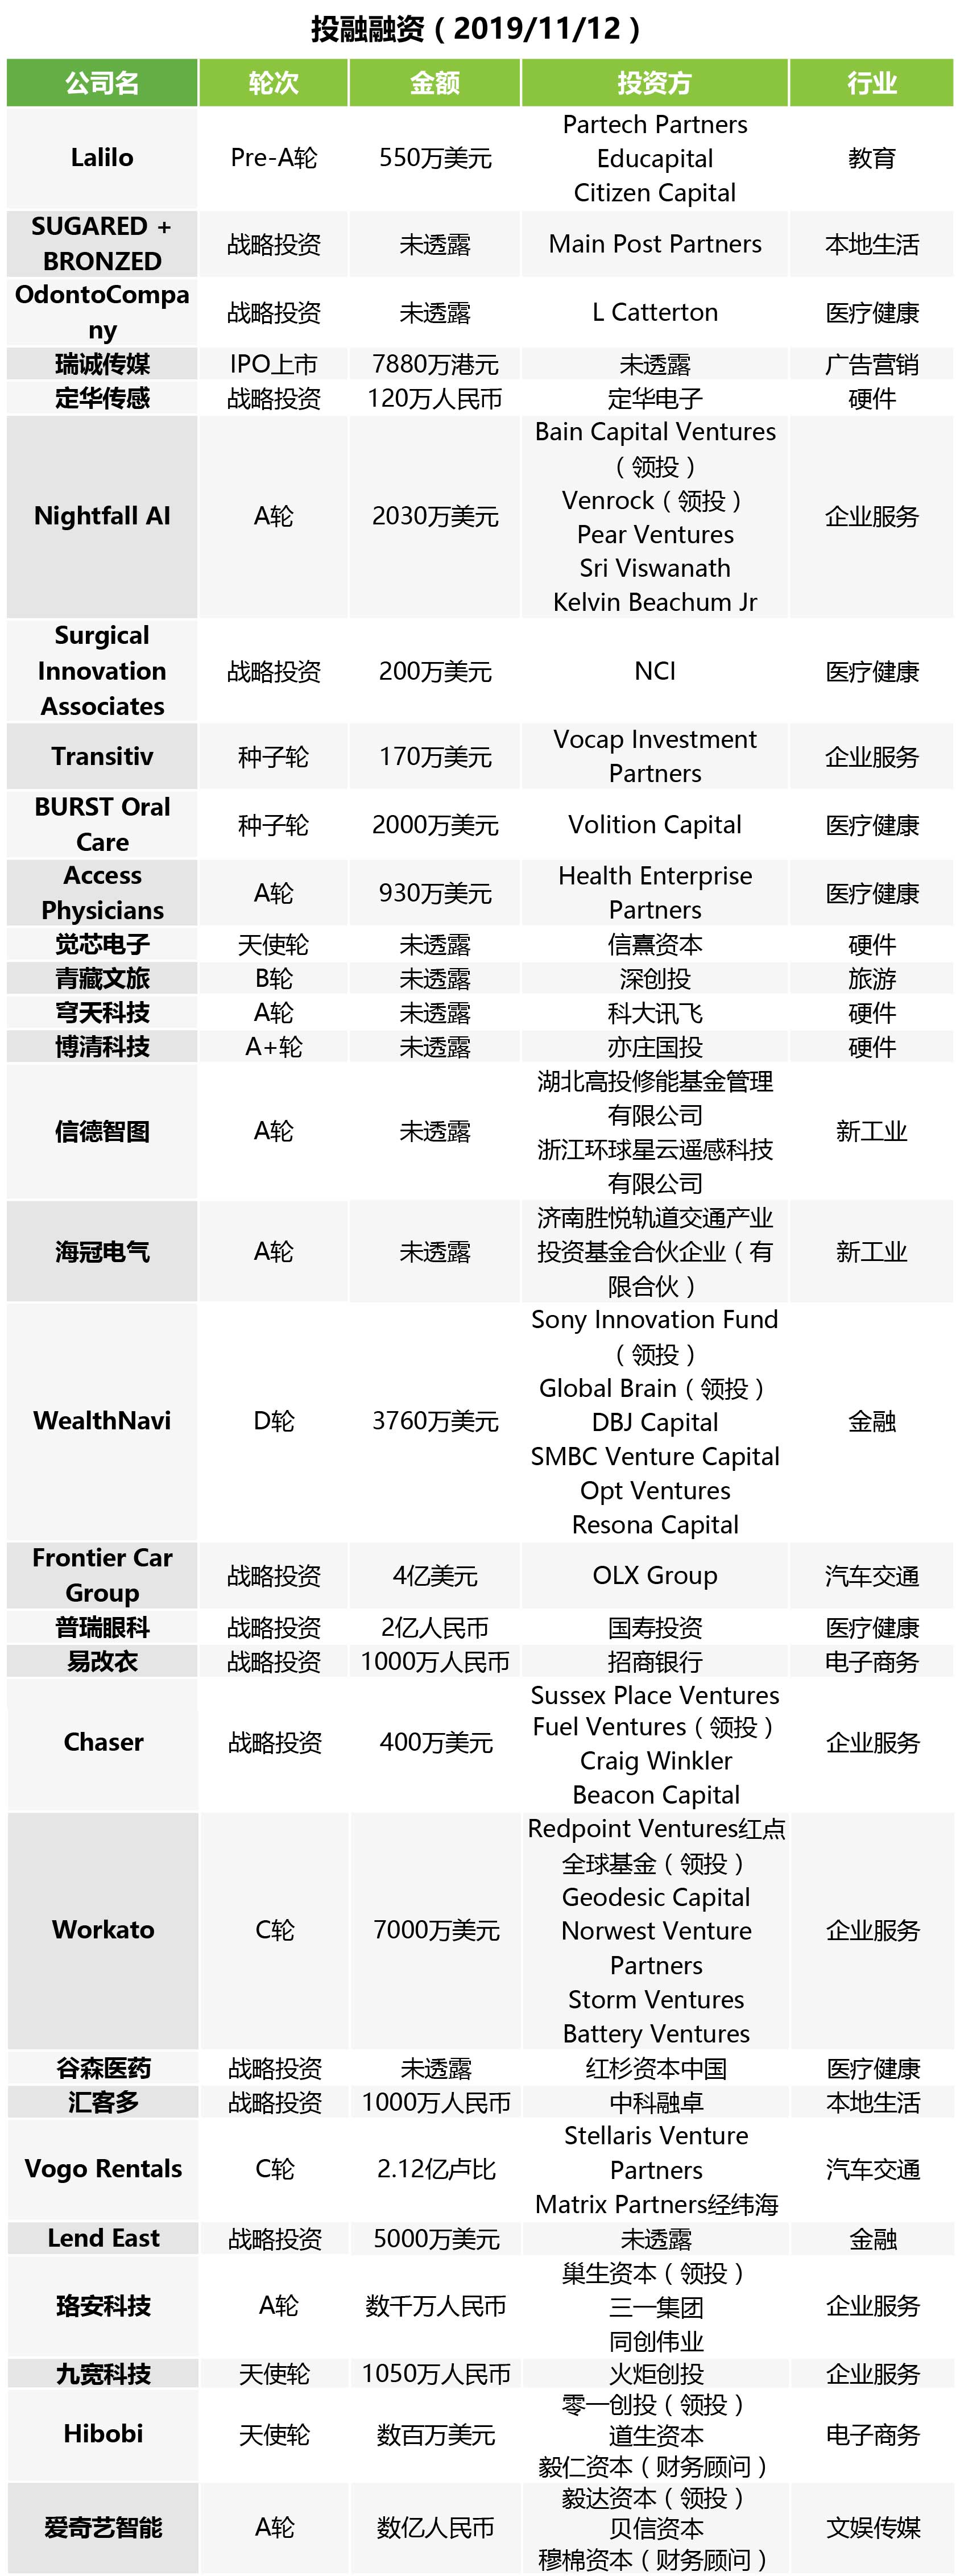 投融融资（2019/11/12）
公司名 轮次 金额 投资方 行业
Partech Partners
Lalilo Pre-A轮 550万美元 Educapital 教育
Citizen Capital
SUGARED +
BRONZED 战略投资 未透露 Main Post Partners 本地生活
OdontoCompa
ny 战略投资 未透露 L Catterton 医疗健康
瑞诚传媒 IPO上市 7880万港元 未透露 广告营销
定华传感 战略投资 120万人民币 定华电子 硬件
Bain Capital Ventures
（领投）
Venrock（领投）
Nightfall AI A轮 2030万美元 Pear Ventures 企业服务
Sri Viswanath
Kelvin Beachum Jr
Surgical
Innovation 战略投资 200万美元 NCI 医疗健康
Associates
Transitiv 种子轮 170万美元 Vocap Investment 企业服务
Partners
BURST Oral
Care 种子轮 2000万美元 Volition Capital 医疗健康
Access
Physicians A轮 930万美元 Health Enterprise 医疗健康
Partners
觉芯电子 天使轮 未透露 信熹资本 硬件
青藏文旅 B轮 未透露 深创投 旅游
穹天科技 A轮 未透露 科大讯飞 硬件
博清科技 A+轮 未透露 亦庄国投 硬件
湖北高投修能基金管理
有限公司
信德智图 A轮 未透露 浙江环球星云遥感科技 新工业
有限公司
济南胜悦轨道交通产业
海冠电气 A轮 未透露 投资基金合伙企业（有 新工业
限合伙）
Sony Innovation Fund
（领投）
Global Brain（领投）
WealthNavi D轮 3760万美元 DBJ Capital 金融
SMBC Venture Capital
Opt Ventures
Resona Capital
Frontier Car
Group 战略投资 4亿美元 OLX Group 汽车交通
普瑞眼科 战略投资 2亿人民币 国寿投资 医疗健康
易改衣 战略投资 1000万人民币 招商银行 电子商务
Sussex Place Ventures
Chaser 战略投资 400万美元 Fuel Ventures（领投） 企业服务
Craig Winkler
Beacon Capital
Redpoint Ventures红点
全球基金（领投）
Geodesic Capital
Workato C轮 7000万美元 Norwest Venture 企业服务
Partners
Storm Ventures
Battery Ventures
谷森医药 战略投资 未透露 红杉资本中国 医疗健康
汇客多 战略投资 1000万人民币 中科融卓 本地生活
Stellaris Venture
Vogo Rentals C轮 2.12亿卢比 Partners 汽车交通
Matrix Partners经纬海
Lend East 战略投资 5000万美元 未透露 金融
巢生资本（领投）
珞安科技 A轮 数千万人民币 三一集团 企业服务
同创伟业
九宽科技 天使轮 1050万人民币 火炬创投 企业服务
零一创投（领投）
Hibobi 天使轮 数百万美元 道生资本 电子商务
毅仁资本（财务顾问）
毅达资本（领投）
爱奇艺智能 A轮 数亿人民币 贝信资本 文娱传媒
穆棉资本（财务顾问）